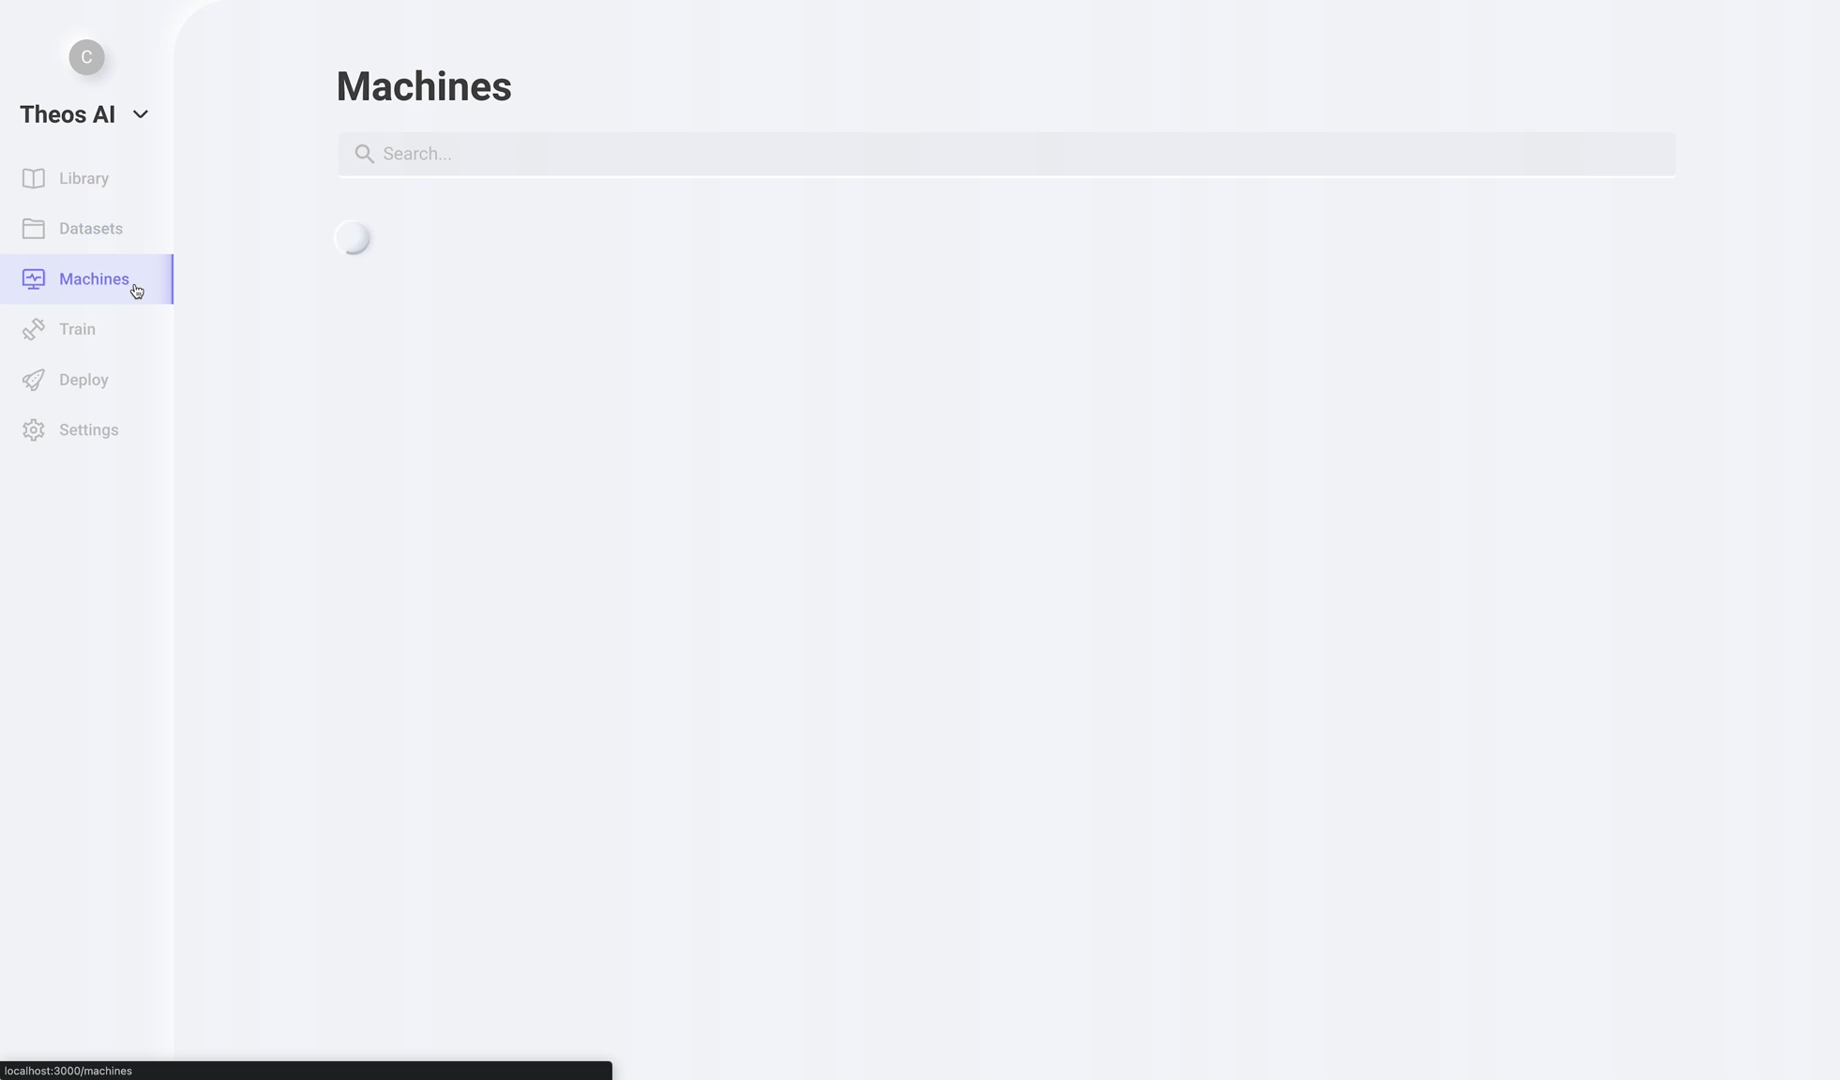 C
Theos AI
Library
Datasets
Machines
Train
Deploy
Settings
Machines
Search...
localhost:3000/machines